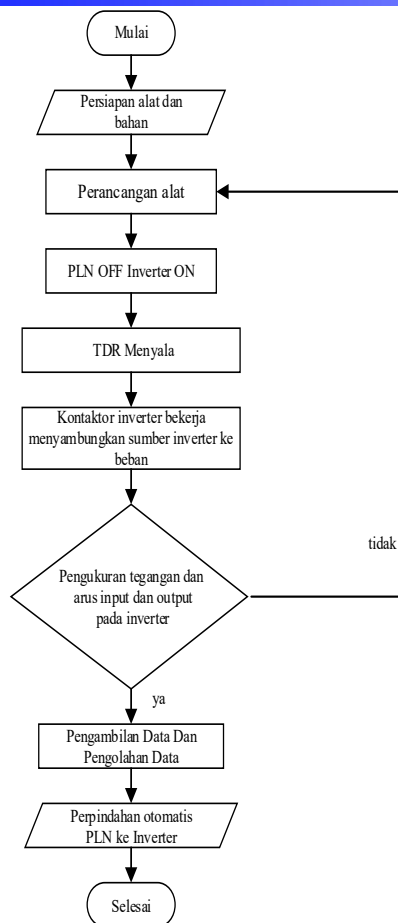 Mulai
Persiapan alat dan
bahan
Perancangan alat
PLN OFF Inverter ON
TDR Menyala
Kontaktor inverter bekerja
menyambungkan sumber inverter ke
beban
Pengukuran tegangan dan
arus input dan output
pada inverter
tidak
ya
Pengambilan Data Dan
Pengolahan Data
Perpindahan otomatis
PLN ke Inverter
Selesai